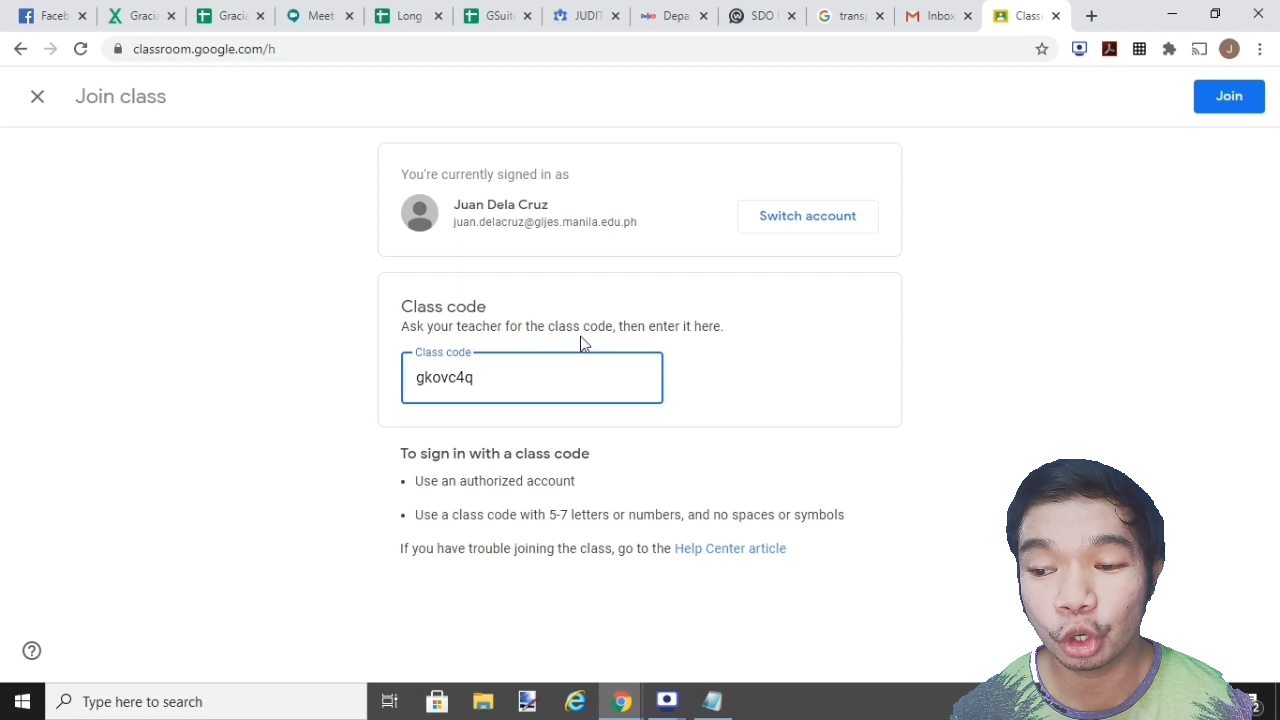 Faceb
Gracia
Gracia
Meet
Long
GSuit
JUDIT
Depa
SDO I
transp
Inbox
Class
classroom.google.com/h
J
Join class
Join
You're currently signed in as
Juan Dela Cruz
juan.delacruz@gljes.manila.edu.ph
Switch account
Class code
Ask your teacher for the class code, then enter it here.
Class code
gkovc4q
To sign in with a class code
• Use an authorized account
• Use a class code with 5-7 letters or numbers, and no spaces or symbols
If you have trouble joining the class, go to the Help Center article
Type here to search
2